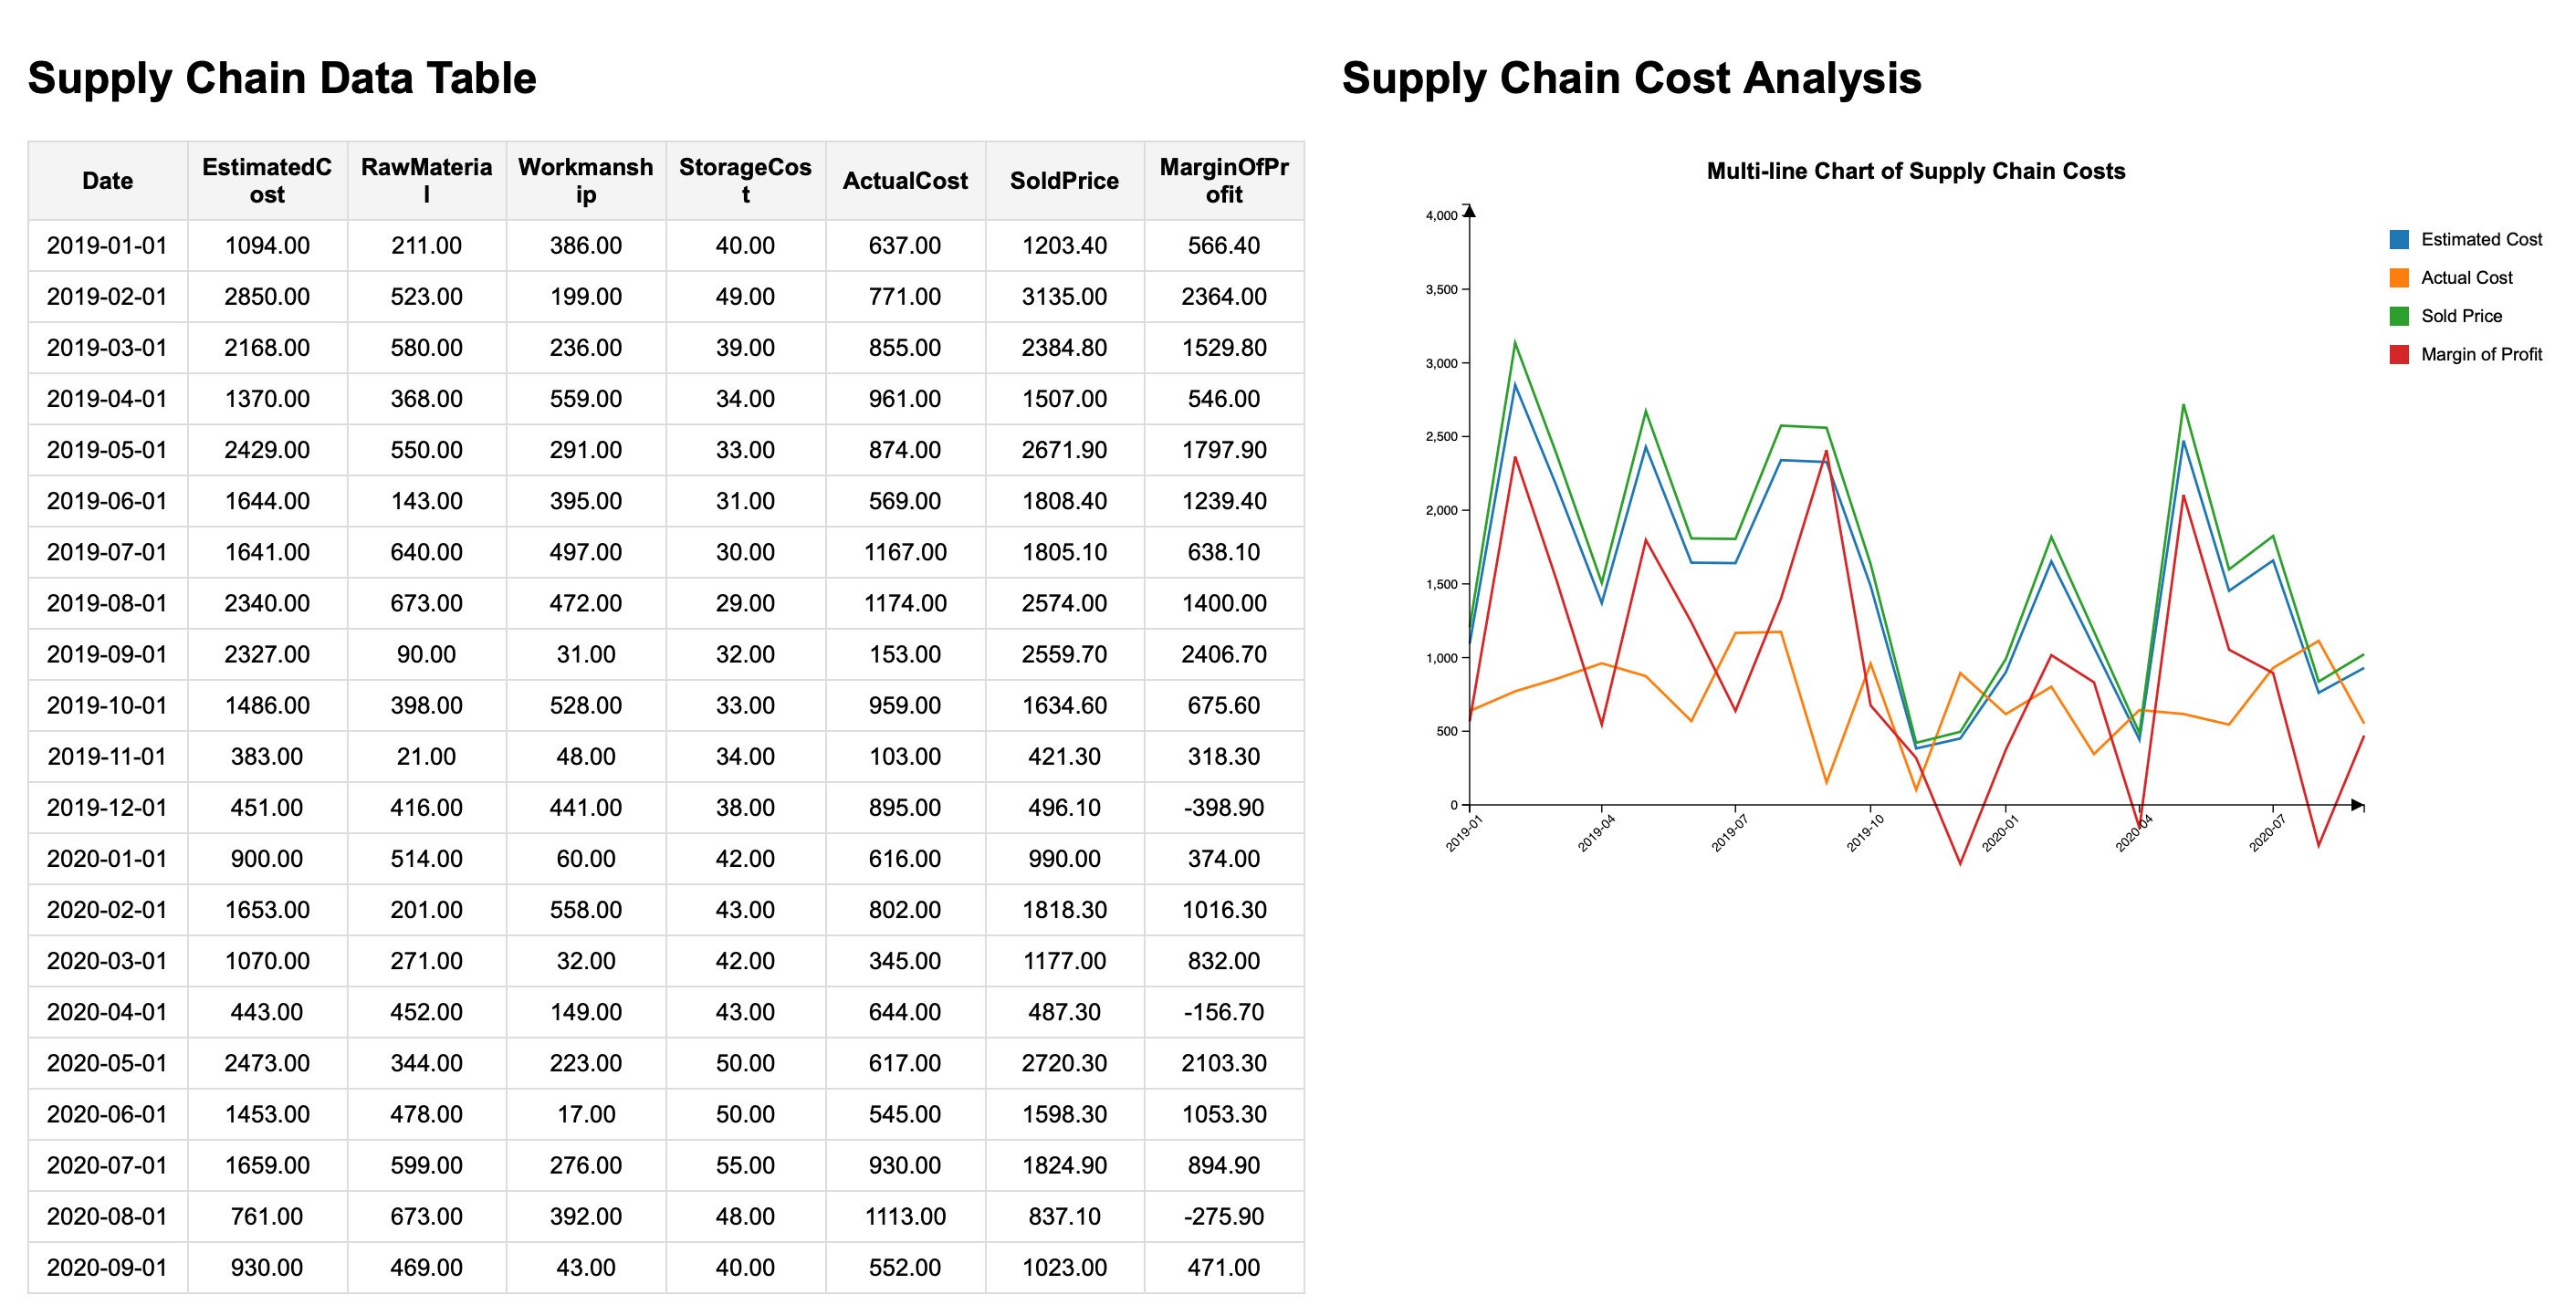 Supply Chain Data Table
Date EstimatedC RawMateria Workmansh StorageCos ActualCost SoldPrice MarginOfPr
ost l ip t ofit
2019-01-01 1094.00 211.00 386.00 40.00 637.00 1203.40 566.40
2019-02-01 2850.00 523.00 199.00 49.00 771.00 3135.00 2364.00
2019-03-01 2168.00 580.00 236.00 39.00 855.00 2384.80 1529.80
2019-04-01 1370.00 368.00 559.00 34.00 961.00 1507.00 546.00
2019-05-01 2429.00 550.00 291.00 33.00 874.00 2671.90 1797.90
2019-06-01 1644.00 143.00 395.00 31.00 569.00 1808.40 1239.40
2019-07-01 1641.00 640.00 497.00 30.00 1167.00 1805.10 638.10
2019-08-01 2340.00 673.00 472.00 29.00 1174.00 2574.00 1400.00
2019-09-01 2327.00 90.00 31.00 32.00 153.00 2559.70 2406.70
2019-10-01 1486.00 398.00 528.00 33.00 959.00 1634.60 675.60
2019-11-01 383.00 21.00 48.00 34.00 103.00 421.30 318.30
2019-12-01 451.00 416.00 441.00 38.00 895.00 496.10 -398.90
2020-01-01 900.00 514.00 60.00 42.00 616.00 990.00 374.00
2020-02-01 1653.00 201.00 558.00 43.00 802.00 1818.30 1016.30
2020-03-01 1070.00 271.00 32.00 42.00 345.00 1177.00 832.00
2020-04-01 443.00 452.00 149.00 43.00 644.00 487.30 -156.70
2020-05-01 2473.00 344.00 223.00 50.00 617.00 2720.30 2103.30
2020-06-01 1453.00 478.00 17.00 50.00 545.00 1598.30 1053.30
2020-07-01 1659.00 599.00 276.00 55.00 930.00 1824.90 894.90
2020-08-01 761.00 673.00 392.00 48.00 1113.00 837.10 -275.90
2020-09-01 930.00 469.00 43.00 40.00 552.00 1023.00 471.00
Supply Chain Cost Analysis
Multi-line Chart of Supply Chain Costs
4,000
3,500
3,000
2,500
2,000
1,500
1,000
500
0
2019-01 2019-04 2019-07 2019-10 2020-01 2020-04 2020-07
Estimated Cost
Actual Cost
Sold Price
Margin of Profit